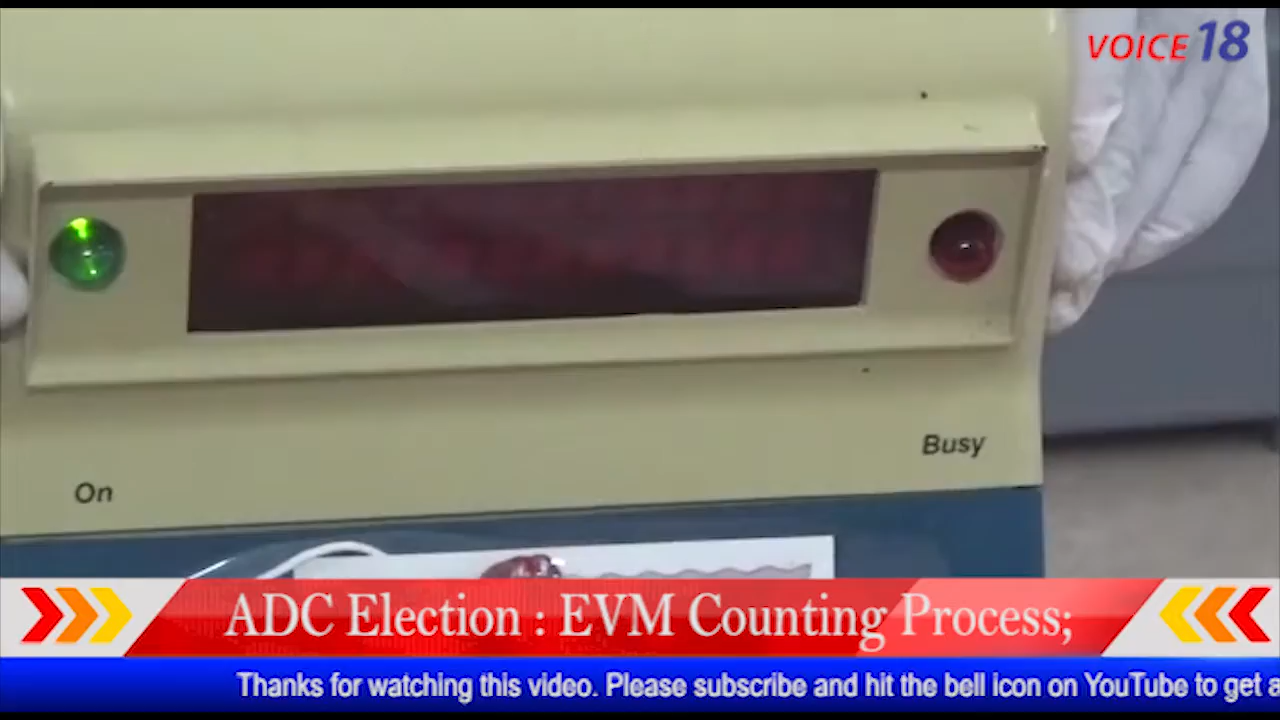 VOICE 18
Busy
On
ADC Election : EVM Counting Process;
Thanks for watching this video. Please subscribe and hit the bell icon on YouTube to get a